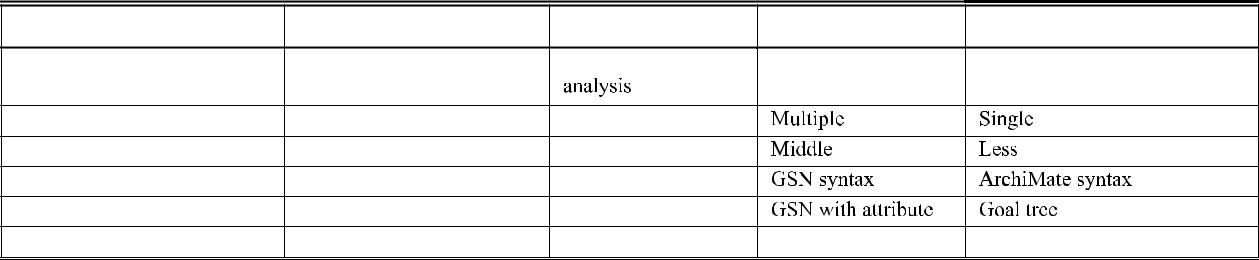 analysis
Multiple Single
Middle Less
GSN syntax ArchiMate syntax
GSN with attribute Goal tree